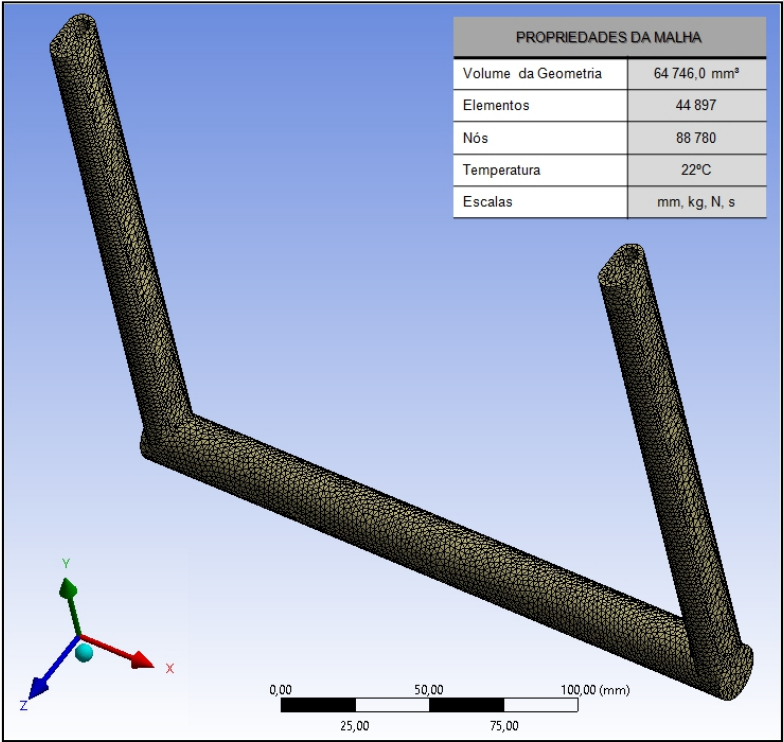 PROPRIEDADES DA MALHA
Volume da Geometria 64 746,0 mm³
Elementos 44 897
Nós 88 780
Temperatura 22ºC
Escalas mm, kg, N, s
Y
X
Z
0,00 50,00 100,00 (mm)
25,00 75,00